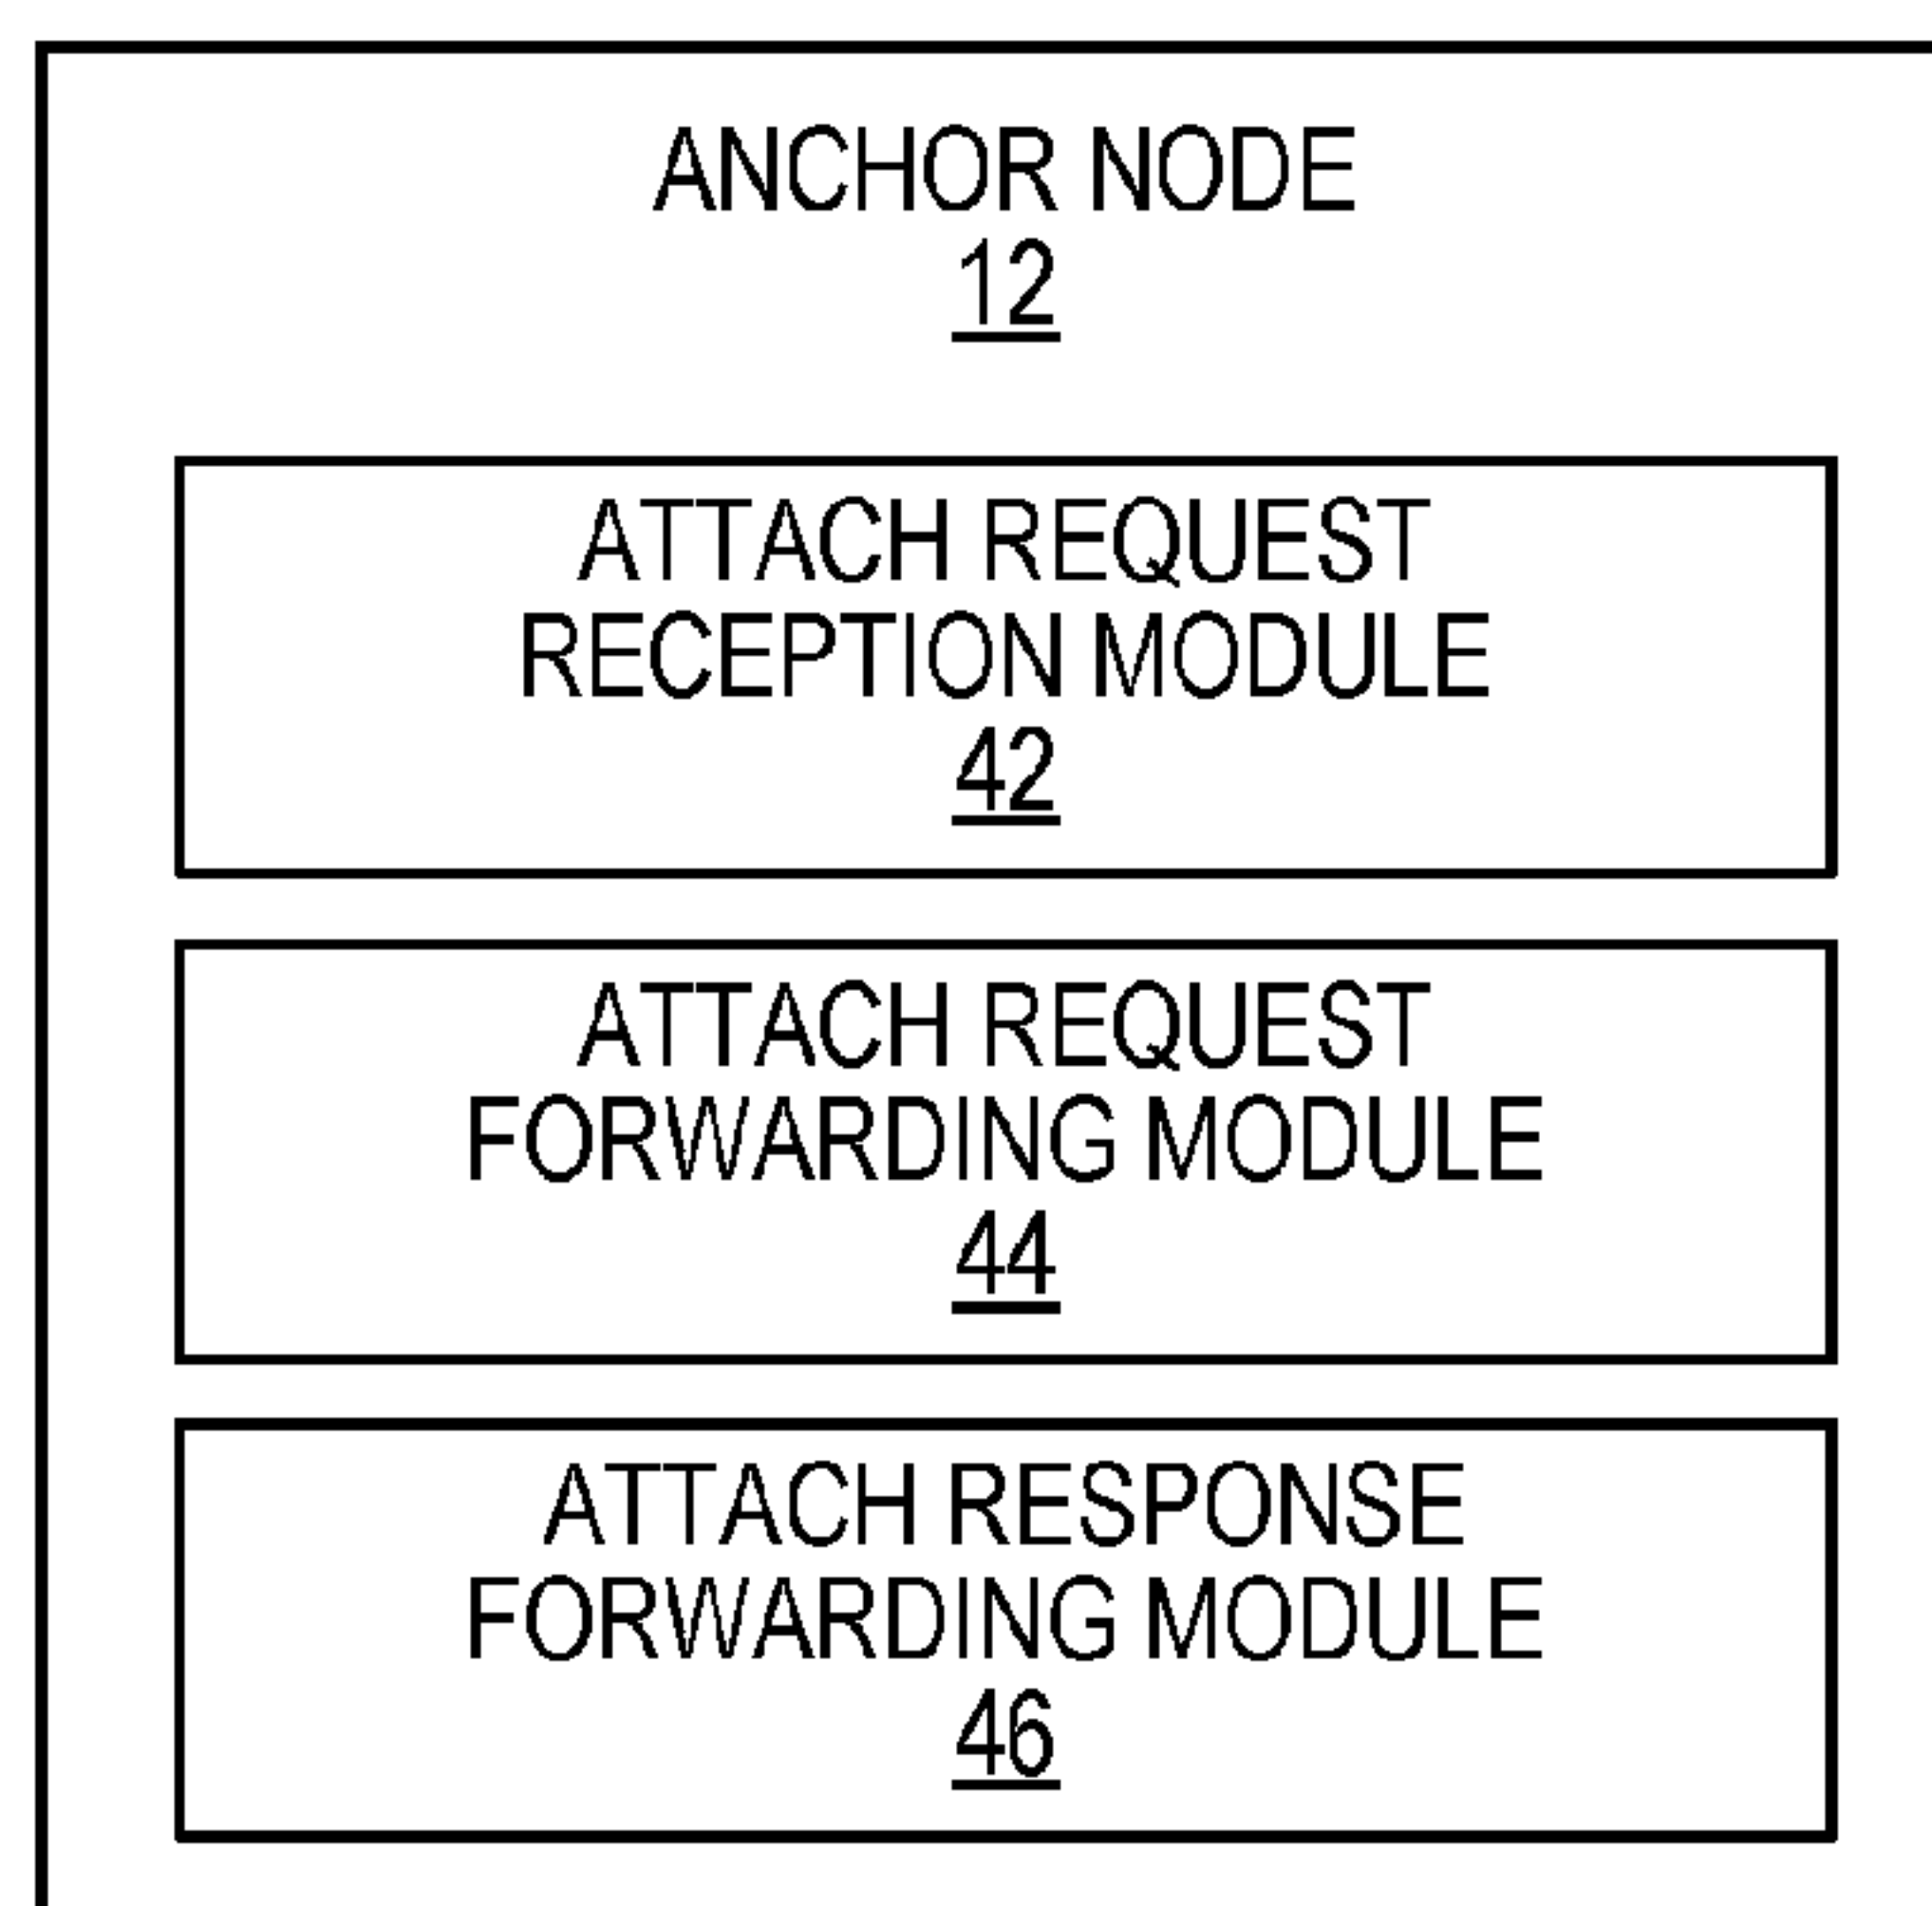 ANCHOR NODE
12
ATTACH REQUEST
RECEPTION MODULE
42
ATTACH REQUEST
FORWARDING MODULE
44
ATTACH RESPONSE
FORWARDING MODULE
46